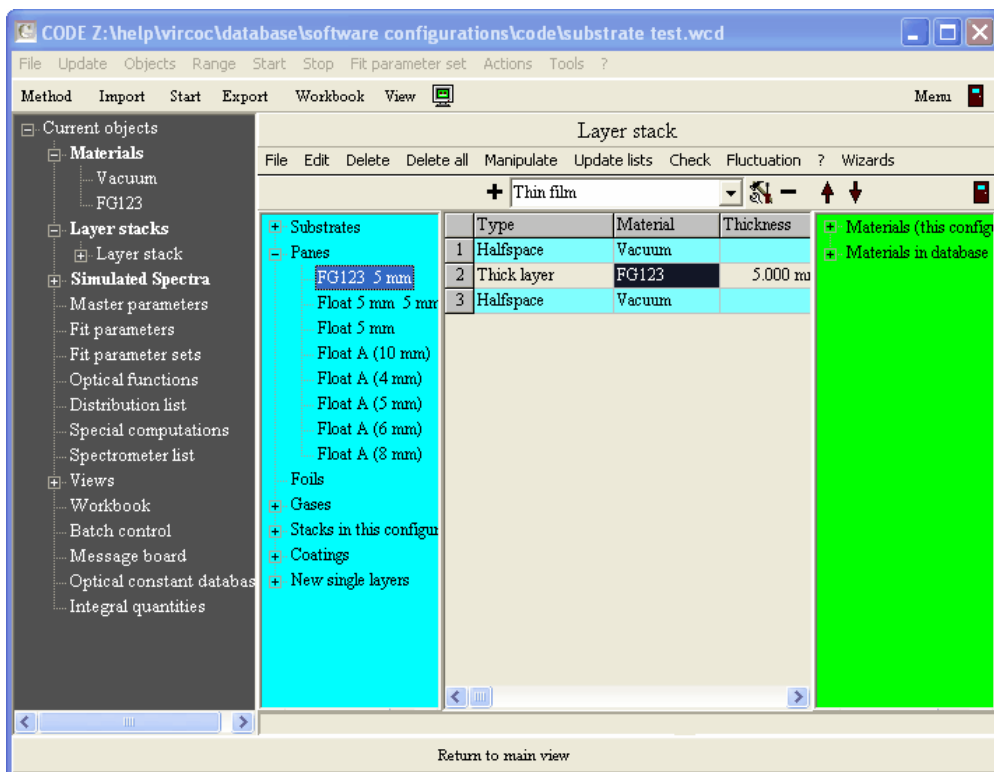 CODE Z:\help\vircoc\database\software configurations\code\substrate test.wcd
File Update Objects Range Start Stop Fit parameter set Actions Tools ?
Method Import Start Export Workbook View Menu
Current objects
Materials
Vacuum
FG123
Layer stacks
Layer stack
Simulated Spectra
Master parameters
Fit parameters
Fit parameter sets
Optical functions
Distribution list
Special computations
Spectrometer list
Views
Workbook
Batch control
Message board
Optical constant databas
Integral quantities
Layer stack
File Edit Delete Delete all Manipulate Update lists Check Fluctuation ? Wizards
Thin film
Substrates
Panes
FG123 5 mm
Float 5 mm 5 mm
Float 5 mm
Float A (10 mm)
Float A (4 mm)
Float A (5 mm)
Float A (6 mm)
Float A (8 mm)
Foils
Gases
Stacks in this configur
Coatings
New single layers
Type Material Thickness
1 Halfspace Vacuum
2 Thick layer FG123 5.000 mm
3 Halfspace Vacuum
Materials (this config
Materials in database
Return to main view